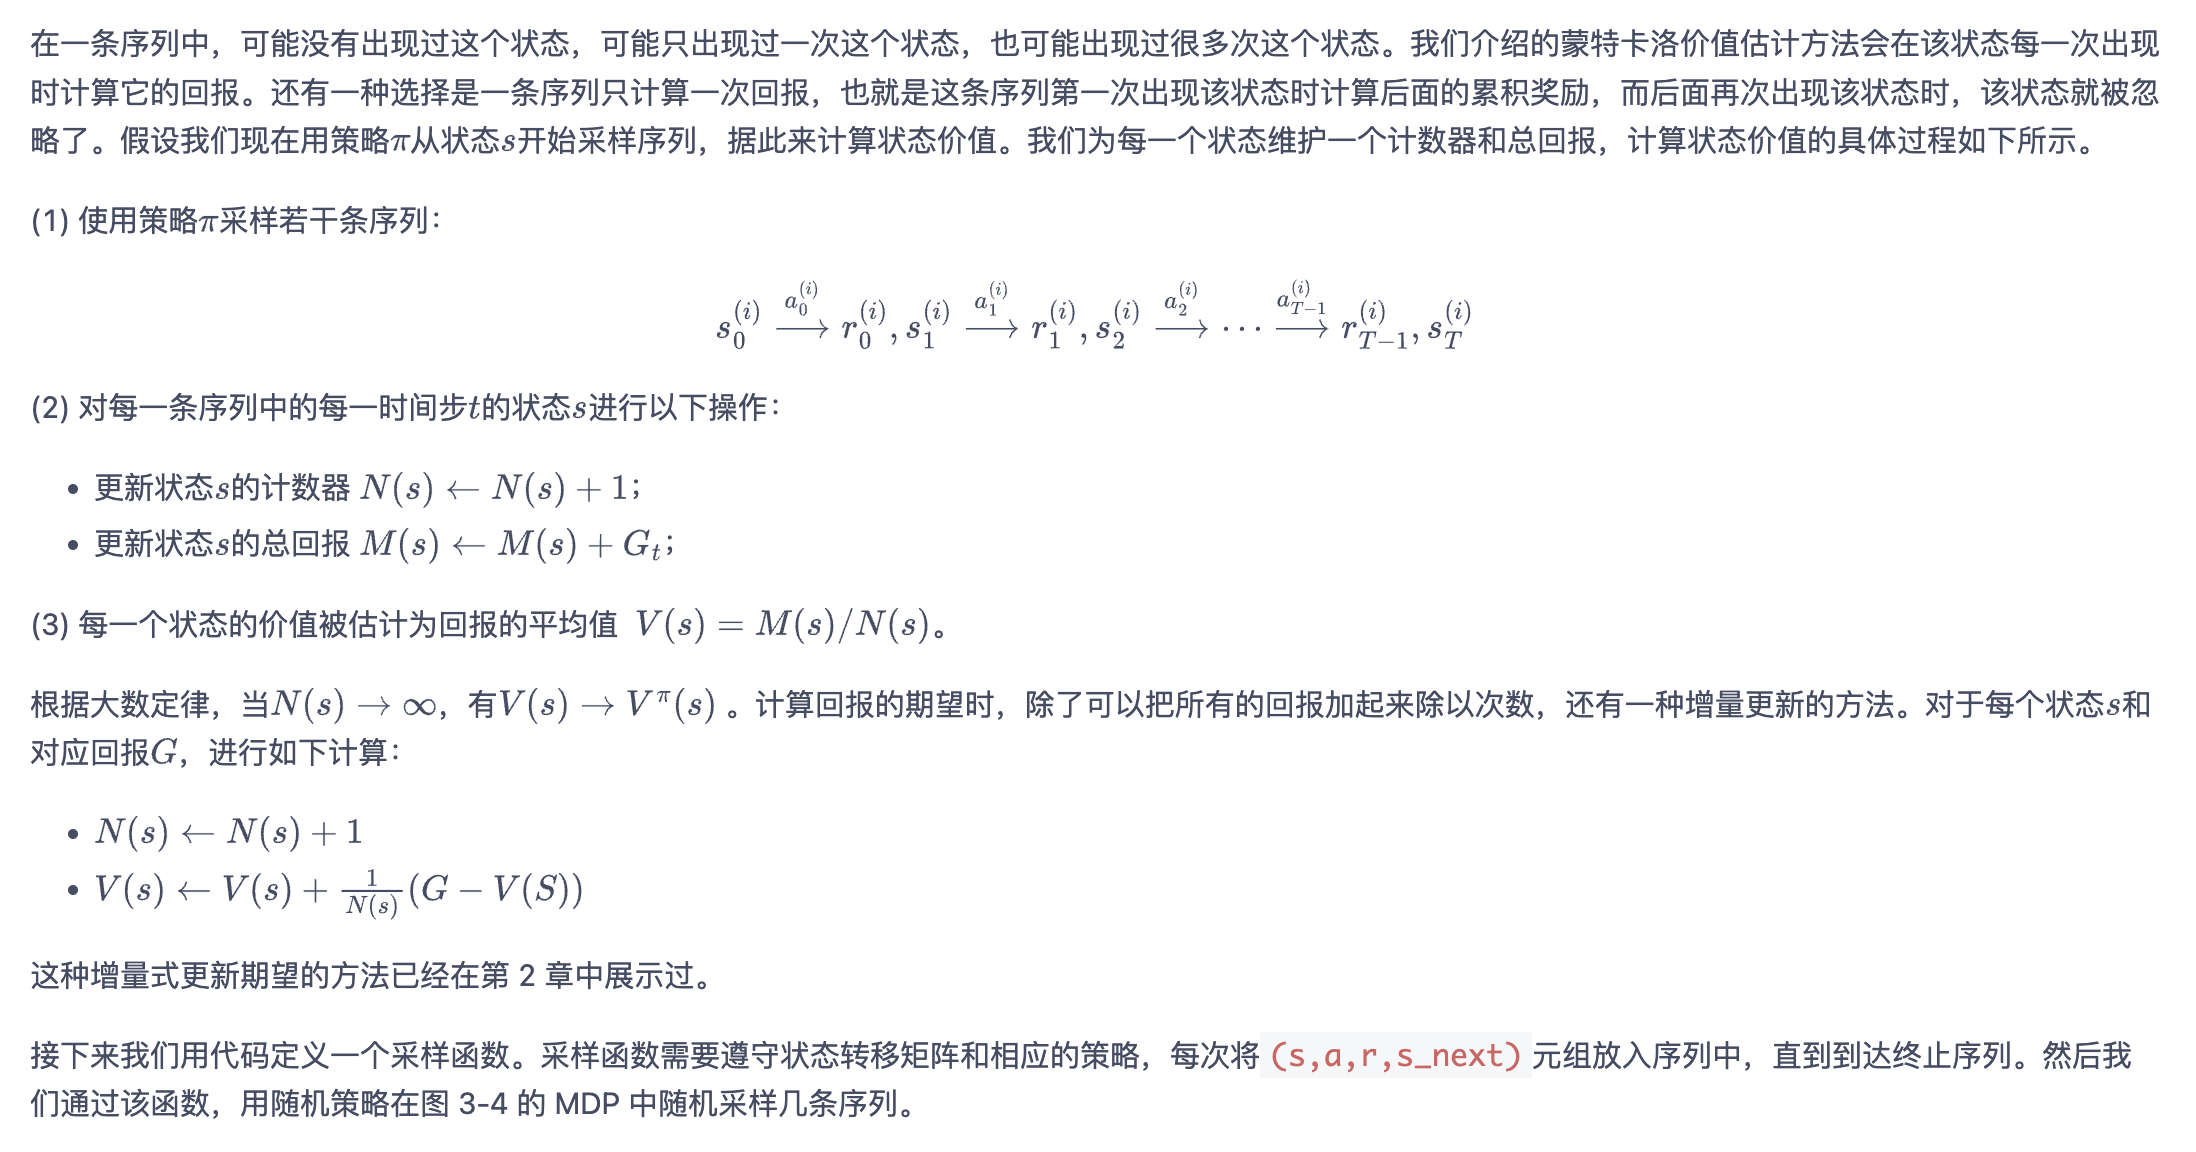 在一条序列中，可能没有出现过这个状态，可能只出现过一次这个状态，也可能出现过很多次这个状态。我们介绍的蒙特卡洛价值估计方法会在该状态每一次出现
时计算它的回报。还有一种选择是一条序列只计算一次回报，也就是这条序列第一次出现该状态时计算后面的累积奖励，而后面再次出现该状态时，该状态就被忽
略了。假设我们现在用策略π从状态s开始采样序列，据此来计算状态价值。我们为每一个状态维护一个计数器和总回报，计算状态价值的具体过程如下所示。
(1) 使用策略π采样若干条序列：
$s_0^{(i)} \xrightarrow{a_0^{(i)}} r_0^{(i)}, s_1^{(i)} \xrightarrow{a_1^{(i)}} r_1^{(i)}, s_2^{(i)} \xrightarrow{a_2^{(i)}} \cdots \xrightarrow{a_{T-1}^{(i)}} r_{T-1}^{(i)}, s_T^{(i)}$
(2) 对每一条序列中的每一时间步t的状态s进行以下操作：
• 更新状态s的计数器 N(s) ← N(s) + 1；
• 更新状态s的总回报 M(s) ← M(s) + G_t；
(3) 每一个状态的价值被估计为回报的平均值 V(s) = M(s)/N(s)。
根据大数定律，当N(s) → ∞，有V(s) → V^π(s) 。计算回报的期望时，除了可以把所有的回报加起来除以次数，还有一种增量更新的方法。对于每个状态s和
对应回报G，进行如下计算：
• N(s) ← N(s) + 1
• $V(s) \leftarrow V(s) + \frac{1}{N(s)}(G - V(S))$
这种增量式更新期望的方法已经在第 2 章中展示过。
接下来我们用代码定义一个采样函数。采样函数需要遵守状态转移矩阵和相应的策略，每次将 (s,a,r,s_next) 元组放入序列中，直到到达终止序列。然后我
们通过该函数，用随机策略在图 3-4 的 MDP 中随机采样几条序列。